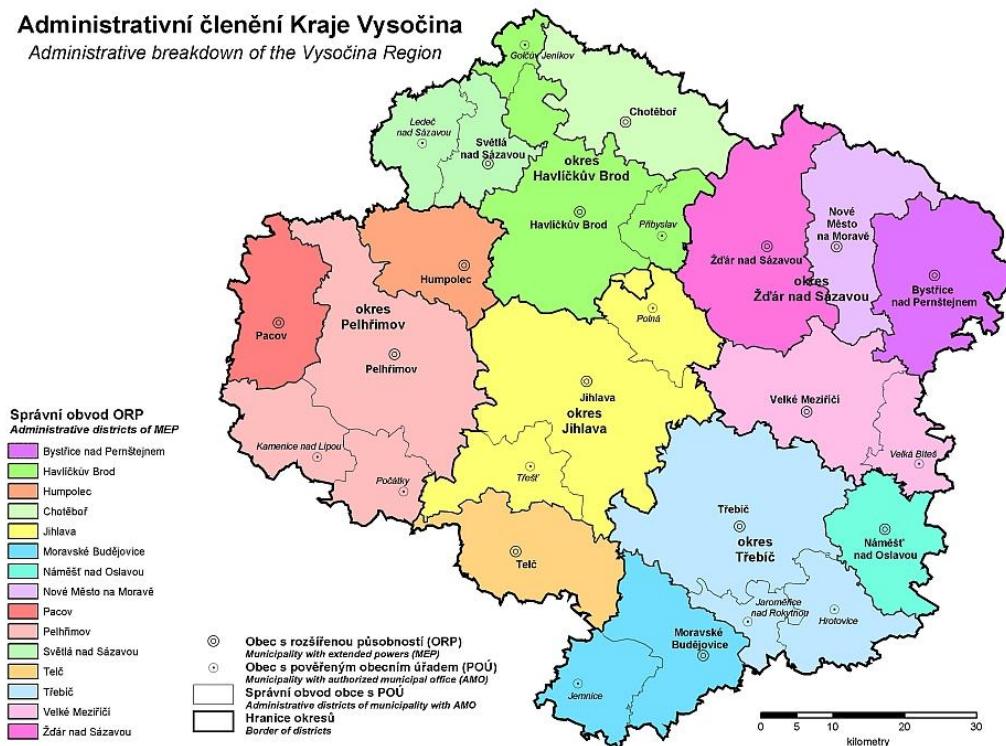 Administrativní členění Kraje Vysočina
Administrative breakdown of the Vysočina Region
Golčův Jeníkov
Chotěboř
Ledeč
nad Sázavou
Světlá
nad Sázavou
okres
Havlíčkův Brod
Havlíčkův Brod
Přibyslav
Nové
Město
na Moravě
Žďár nad Sázavou
okres
Žďár nad Sázavou
Bystřice
nad Pernštejnem
Humpolec
Pacov
okres
Pelhřimov
Pelhřimov
Polná
Jihlava
okres
Jihlava
Velké Meziříčí
Velká Bíteš
Kamenice nad Lipou
Počátky
Třešť
Telč
Třebíč
okres
Třebíč
Náměšť
nad Oslavou
Jaroměřice
nad Rokytnou
Hrotovice
Moravské
Budějovice
Jemnice
Správní obvod ORP
Administrative districts of MEP
Bystřice nad Pernštejnem
Havlíčkův Brod
Humpolec
Chotěboř
Jihlava
Moravské Budějovice
Náměšť nad Oslavou
Nové Město na Moravě
Pacov
Pelhřimov
Světlá nad Sázavou
Telč
Třebíč
Velké Meziříčí
Žďár nad Sázavou
Obec s rozšířenou působností (ORP)
Municipality with extended powers (MEP)
Obec s pověřeným obecním úřadem (POÚ)
Municipality with authorized municipal office (AMO)
Správní obvod obce s POÚ
Administrative districts of municipality with AMO
Hranice okresů
Border of districts
0 10 20 30
kilometry